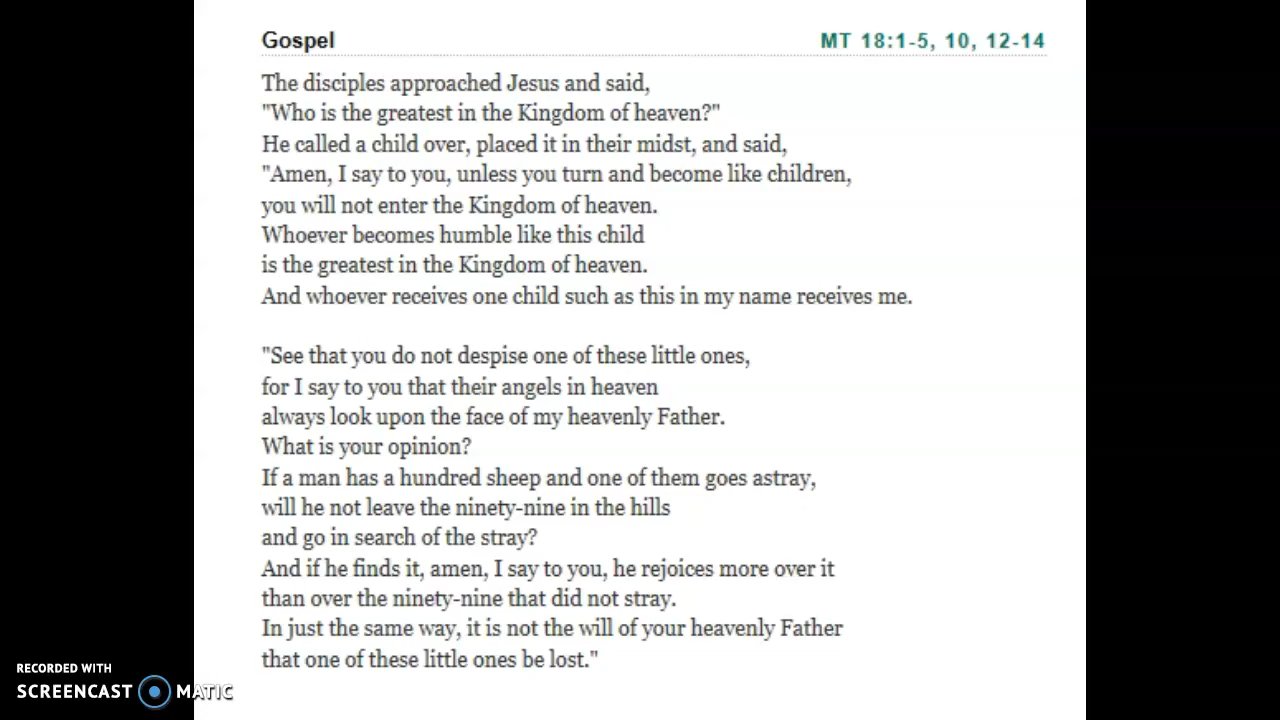 Gospel MT 18:1-5, 10, 12-14
The disciples approached Jesus and said,
"Who is the greatest in the Kingdom of heaven?"
He called a child over, placed it in their midst, and said,
"Amen, I say to you, unless you turn and become like children,
you will not enter the Kingdom of heaven.
Whoever becomes humble like this child
is the greatest in the Kingdom of heaven.
And whoever receives one child such as this in my name receives me.
"See that you do not despise one of these little ones,
for I say to you that their angels in heaven
always look upon the face of my heavenly Father.
What is your opinion?
If a man has a hundred sheep and one of them goes astray,
will he not leave the ninety-nine in the hills
and go in search of the stray?
And if he finds it, amen, I say to you, he rejoices more over it
than over the ninety-nine that did not stray.
In just the same way, it is not the will of your heavenly Father
that one of these little ones be lost."
RECORDED WITH
SCREENCAST MATIC